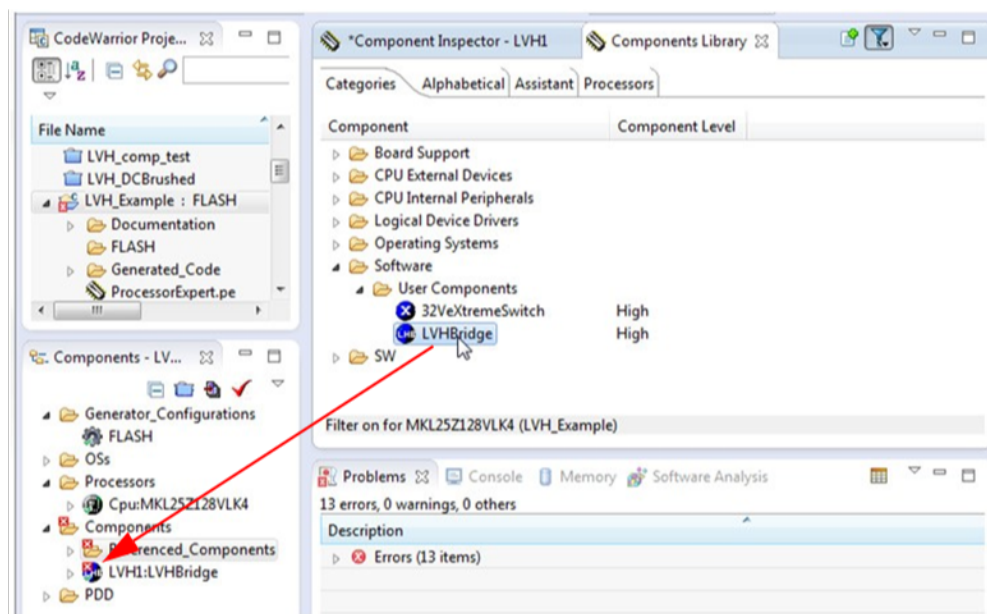 CodeWarrior Proje...
File Name
LVH_comp_test
LVH_DCBrushed
LVH_Example : FLASH
Documentation
FLASH
Generated_Code
ProcessorExpert.pe
Components - LV...
Generator_Configurations
FLASH
OSs
Processors
Cpu:MKL25Z128VLK4
Components
Referenced_Components
LVH1:LVHBridge
PDD
*Component Inspector - LVH1
Components Library
Categories Alphabetical Assistant Processors
Component Component Level
Board Support
CPU External Devices
CPU Internal Peripherals
Logical Device Drivers
Operating Systems
Software
User Components
32VeXtremeSwitch High
LVHBridge High
SW
Filter on for MKL25Z128VLK4 (LVH_Example)
Problems Console Memory Software Analysis
13 errors, 0 warnings, 0 others
Description
Errors (13 items)